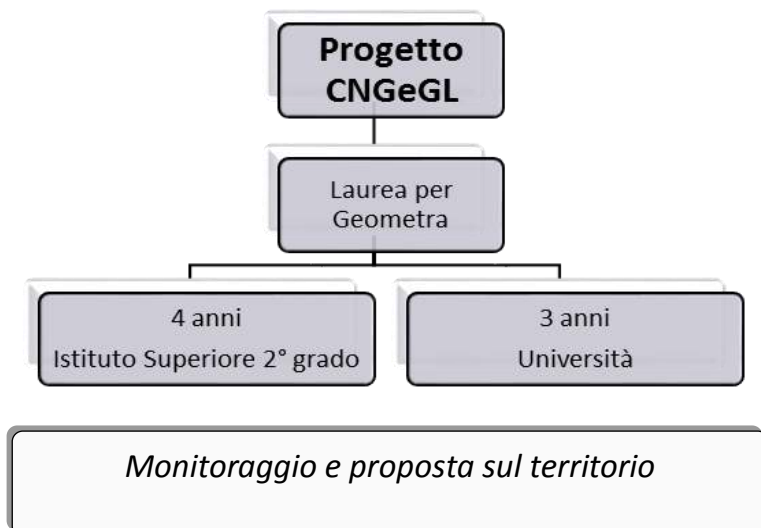 Progetto
CNGeGL
Laurea per
Geometra
4 anni
Istituto Superiore 2° grado
3 anni
Università
Monitoraggio e proposta sul territorio